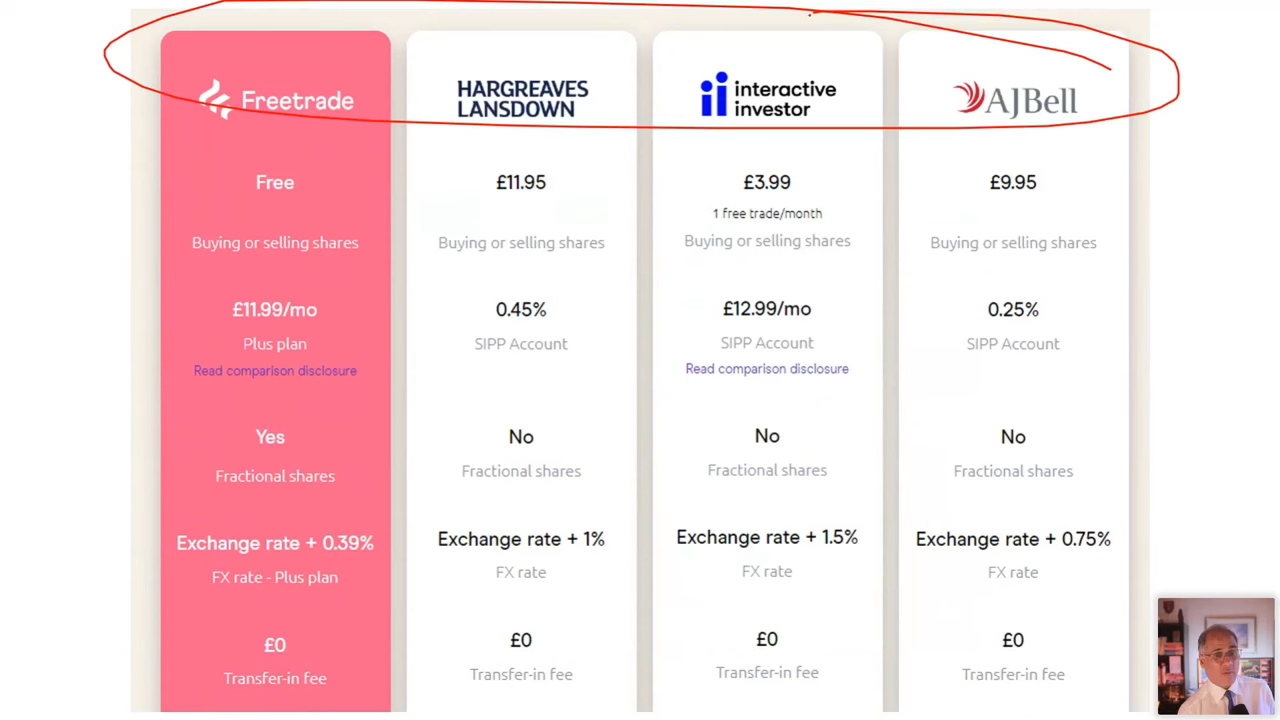 Freetrade
HARGREAVES
LANSDOWN
interactive
investor
AJBell
Free
£11.95
£3.99
£9.95
1 free trade/month
Buying or selling shares
Buying or selling shares
Buying or selling shares
Buying or selling shares
£11.99/mo
0.45%
£12.99/mo
0.25%
Plus plan
SIPP Account
SIPP Account
SIPP Account
Read comparison disclosure
Read comparison disclosure
Yes
No
No
No
Fractional shares
Fractional shares
Fractional shares
Fractional shares
Exchange rate + 0.39%
Exchange rate + 1%
Exchange rate + 1.5%
Exchange rate + 0.75%
FX rate - Plus plan
FX rate
FX rate
FX rate
£0
£0
£0
£0
Transfer-in fee
Transfer-in fee
Transfer-in fee
Transfer-in fee